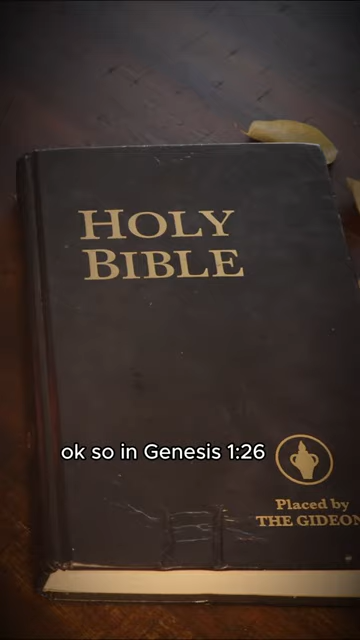 HOLY
BIBLE
ok so in Genesis 1:26
Placed by
THE GIDEON